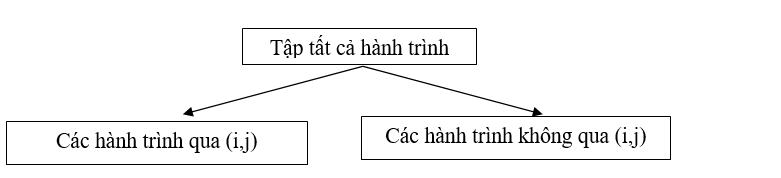 Tập tất cả hành trình
Các hành trình qua (i,j)
Các hành trình không qua (i,j)